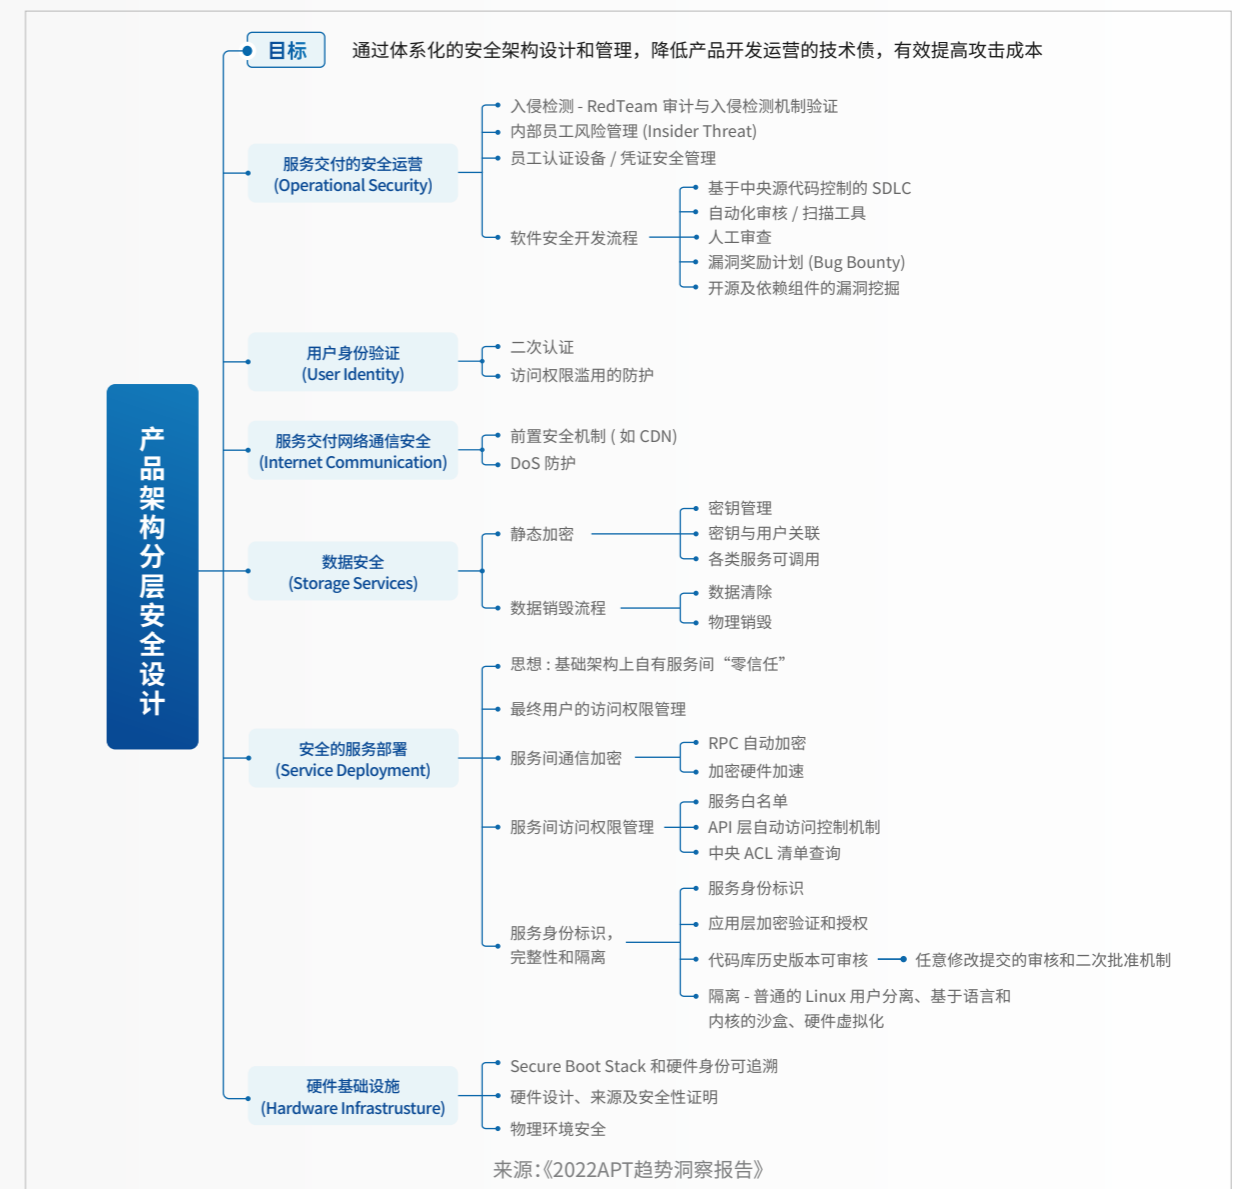 产品架构分层安全设计
目标
通过体系化的安全架构设计和管理，降低产品开发运营的技术债，有效提高攻击成本
服务交付的安全运营
(Operational Security)
入侵检测 - RedTeam 审计与入侵检测机制验证
内部员工风险管理 (Insider Threat)
员工认证设备 / 凭证安全管理
软件安全开发流程
基于中央源代码控制的 SDLC
自动化审核 / 扫描工具
人工审查
漏洞奖励计划 (Bug Bounty)
开源及依赖组件的漏洞挖掘
用户身份验证
(User Identity)
二次认证
访问权限滥用的防护
服务交付网络通信安全
(Internet Communication)
前置安全机制 ( 如 CDN)
DoS 防护
数据安全
(Storage Services)
静态加密
密钥管理
密钥与用户关联
各类服务可调用
数据销毁流程
数据清除
物理销毁
安全的服务部署
(Service Deployment)
思想 : 基础架构上自有服务间“零信任”
最终用户的访问权限管理
服务间通信加密
RPC 自动加密
加密硬件加速
服务间访问权限管理
服务白名单
API 层自动访问控制机制
中央 ACL 清单查询
服务身份标识，
完整性和隔离
服务身份标识
应用层加密验证和授权
代码库历史版本可审核
任意修改提交的审核和二次批准机制
隔离 - 普通的 Linux 用户分离、基于语言和
内核的沙盒、硬件虚拟化
硬件基础设施
(Hardware Infrastrusture)
Secure Boot Stack 和硬件身份可追溯
硬件设计、来源及安全性证明
物理环境安全
来源：《2022APT趋势洞察报告》